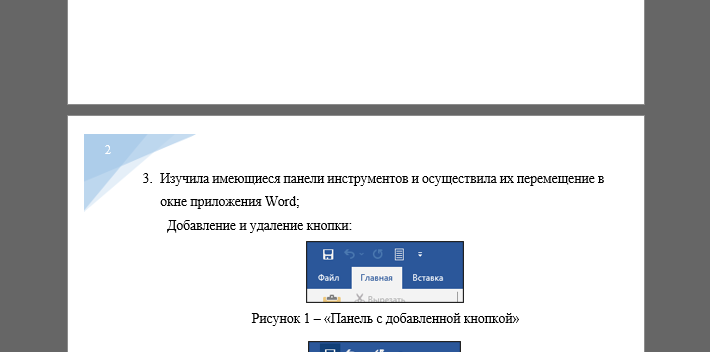 2
3. Изучила имеющиеся панели инструментов и осуществила их перемещение в
окне приложения Word;
Добавление и удаление кнопки:
Файл Главная Вставка
Вырезать
Рисунок 1 – «Панель с добавленной кнопкой»